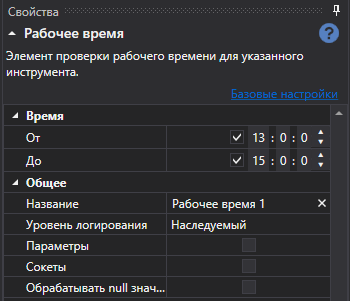 Свойства
Рабочее время
?
Элемент проверки рабочего времени для указанного
инструмента.
Базовые настройки
Время
От 13 : 0 : 0
До 15 : 0 : 0
Общее
Название Рабочее время 1
Уровень логирования Наследуемый
Параметры
Сокеты
Обрабатывать null знач...